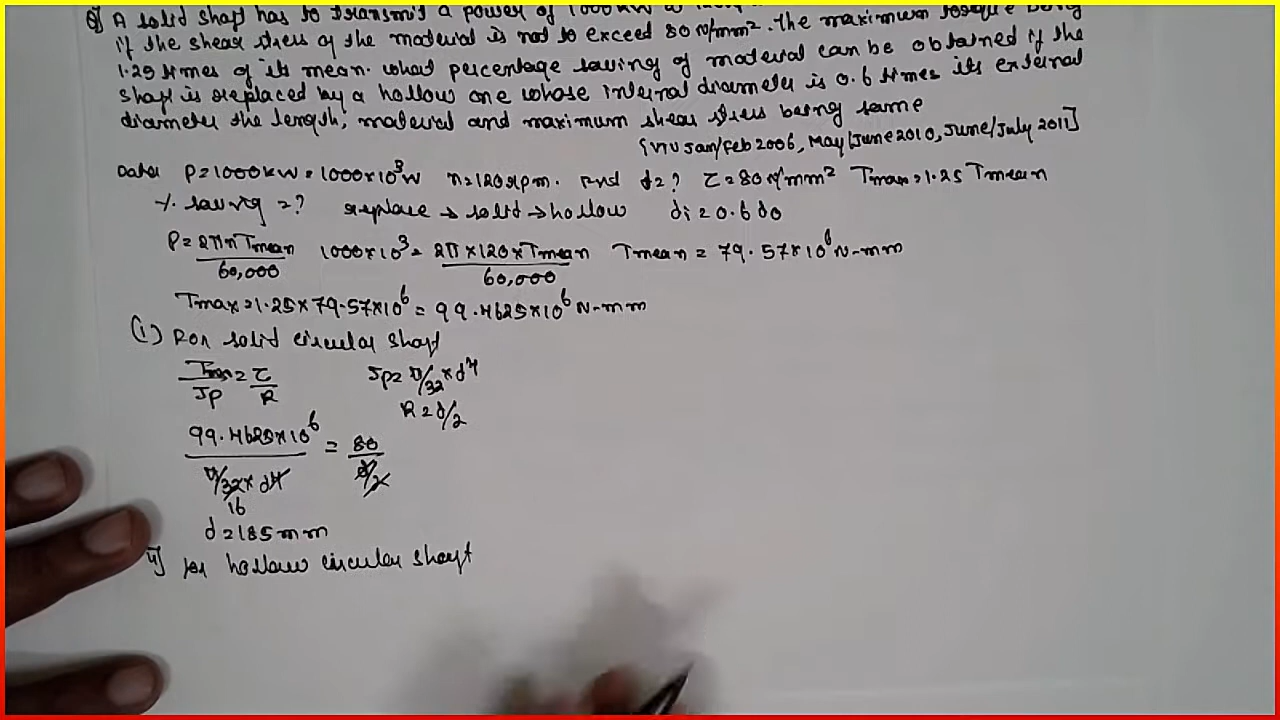 A solid shaft has to transmit a power of 1000 kW
if the shear stress of the material is not to exceed 80 N/mm². The maximum torque being
1.25 times of its mean. what percentage saving of material can be obtained if the
shaft is replaced by a hollow one whose internal diameter is 0.6 times its external
diameter the length, material and maximum shear stress being same
[VTU Jan/Feb 2006, May/June 2010, June/July 2011]
Data P=1000kW=1000×10³W n=120rpm. Find d=? τ=80 N/mm² Tmax=1.25 Tmean
%. saving=? replace → solid → hollow di=0.6do
P=2πnTmean/60,000 1000×10³=2π×120×Tmean/60,000 Tmean=79.57×10⁶N-mm
Tmax=1.25×79.57×10⁶=99.4625×10⁶N-mm
(i) For solid circular shaft
Tmax/Jp=τ/R Jp=π/32×d⁴
R=d/2
99.4625×10⁶/π/32×d⁴=80/d/2
16
d=185mm
ii) for hollow circular shaft